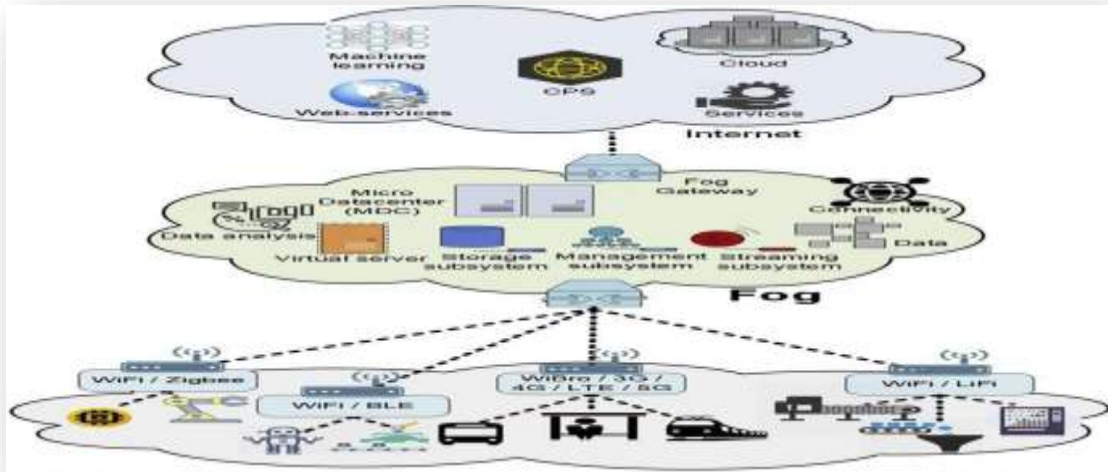 Machine
learning
Cloud
CPS
Web-services
Services
Internet
Fog
Gateway
Micro
Datacenter
(MDC)
Connectivity
Data analysis
Data
Virtual server
Storage
subsystem
Management
subsystem
Streaming
subsystem
Fog
WiFi / Zigbee
WiFi / BLE
WiBro / 3G /
4G / LTE / 5G
WiFi / LiFi